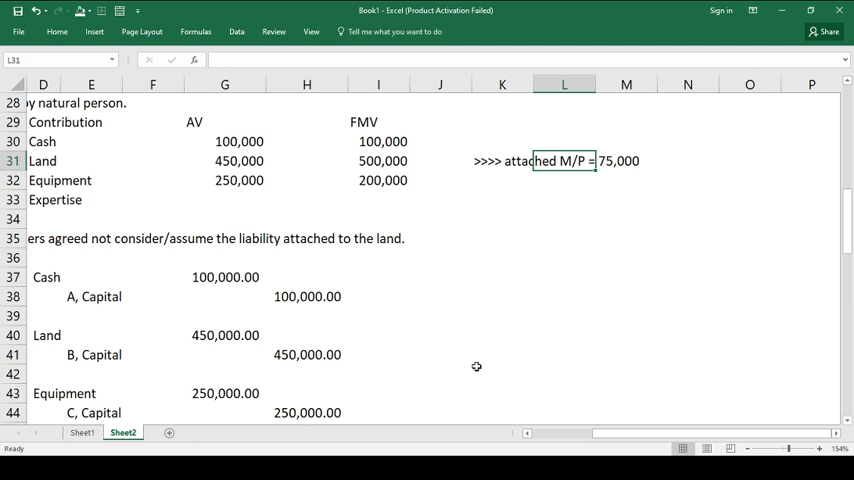 Book1 - Excel (Product Activation Failed)
Sign in
File Home Insert Page Layout Formulas Data Review View Tell me what you want to do Share
L31 fx
D E F G H I J K L M N O P
28 by natural person.
29 Contribution AV FMV
30 Cash 100,000 100,000
31 Land 450,000 500,000 >>>> attached M/P = 75,000
32 Equipment 250,000 200,000
33 Expertise
34
35 ers agreed not consider/assume the liability attached to the land.
36
37 Cash 100,000.00
38 A, Capital 100,000.00
39
40 Land 450,000.00
41 B, Capital 450,000.00
42
43 Equipment 250,000.00
44 C, Capital 250,000.00
Sheet1 Sheet2
Ready 154%